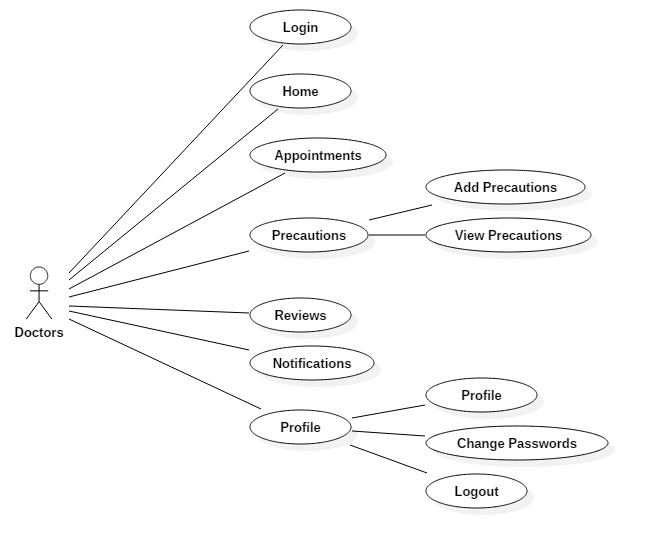 Login
Home
Appointments
Add Precautions
Precautions
View Precautions
Doctors
Reviews
Notifications
Profile
Profile
Change Passwords
Logout